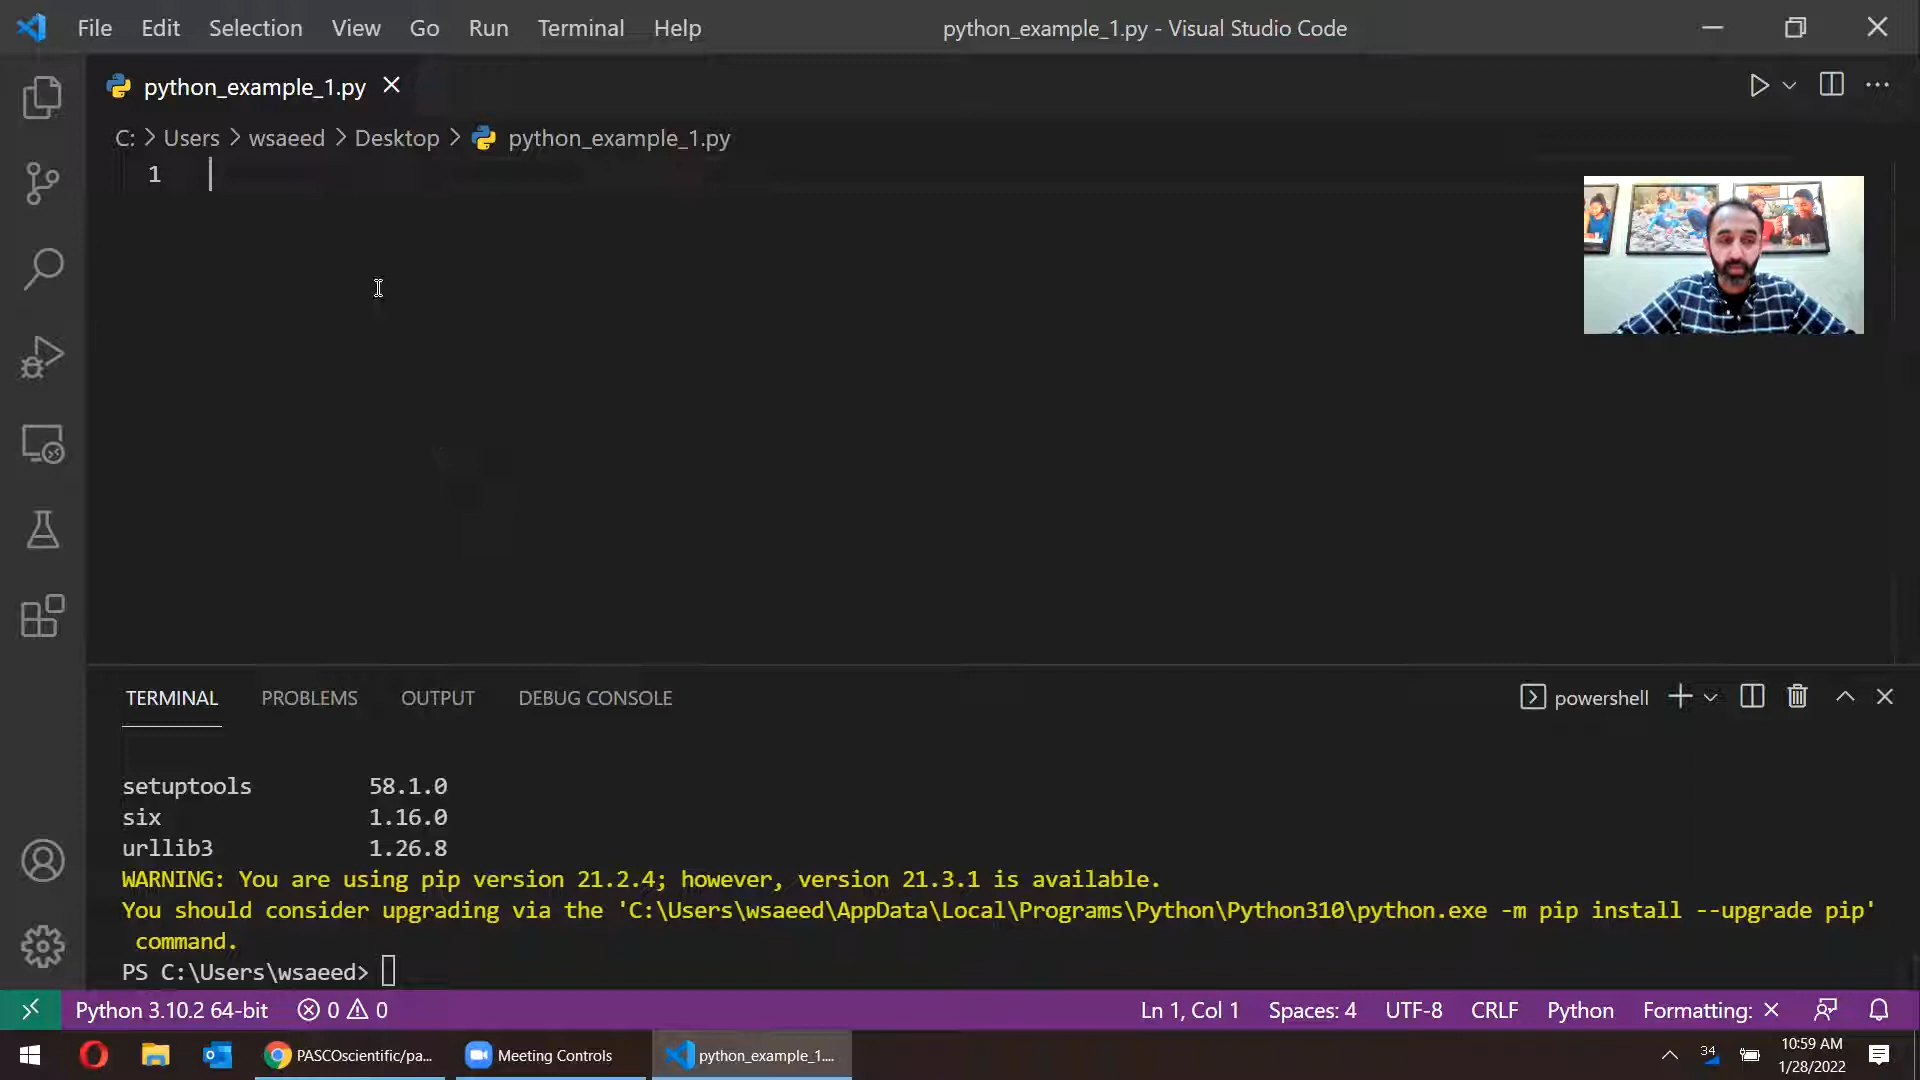 File Edit Selection View Go Run Terminal Help
python_example_1.py - Visual Studio Code
python_example_1.py
C: > Users > wsaeed > Desktop > python_example_1.py
1
TERMINAL PROBLEMS OUTPUT DEBUG CONSOLE
powershell
setuptools 58.1.0
six 1.16.0
urllib3 1.26.8
WARNING: You are using pip version 21.2.4; however, version 21.3.1 is available.
You should consider upgrading via the 'C:\Users\wsaeed\AppData\Local\Programs\Python\Python310\python.exe -m pip install --upgrade pip'
command.
PS C:\Users\wsaeed>
Python 3.10.2 64-bit 0 0 Ln 1, Col 1 Spaces: 4 UTF-8 CRLF Python Formatting: ×
PASCOscientific/pa... Meeting Controls python_example_1.... 34 10:59 AM
1/28/2022